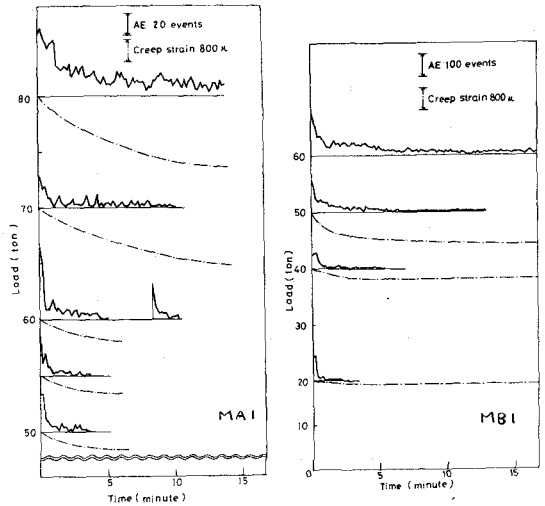 AE 20 events
Creep strain 800 μ
80
70
60
50
Load (ton)
MA1
0
5
10
15
Time (minute)
AE 100 events
Creep strain 800 μ
60
50
40
30
20
10
Load (ton)
MB1
0
5
10
15
Time (minute)